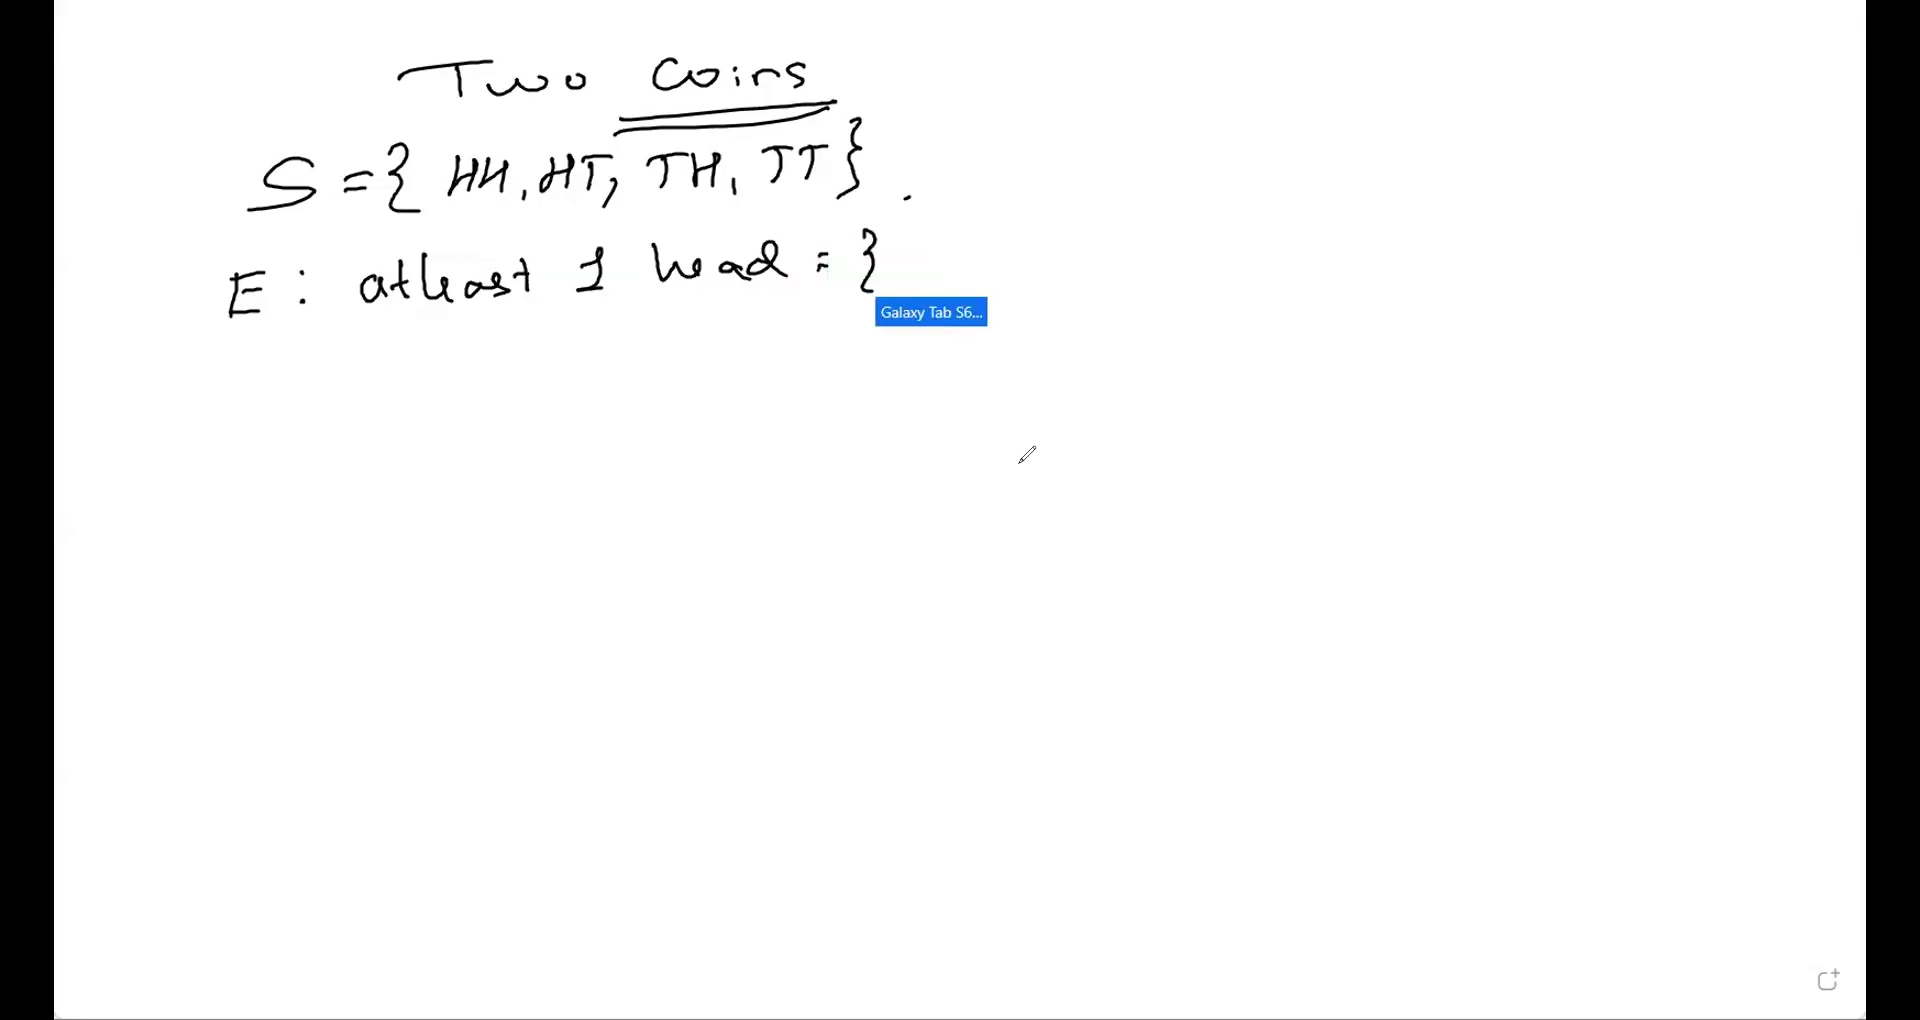 Two Coins
S = { HH, HT, TH, TT } .
E : atleast 1 head = {
Galaxy Tab S6...